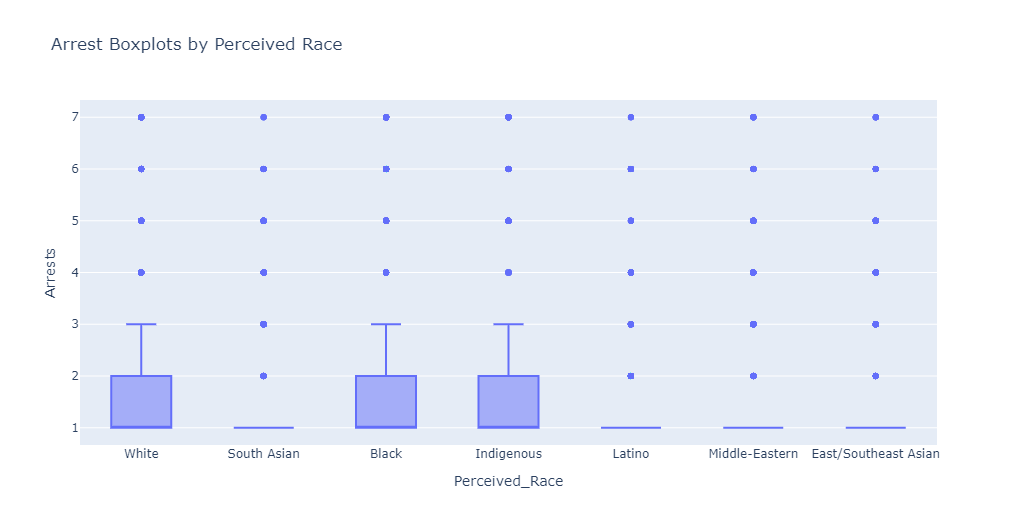 Arrest Boxplots by Perceived Race
7
6
5
4
3
2
1
Arrests
White South Asian Black Indigenous Latino Middle-Eastern East/Southeast Asian
Perceived_Race